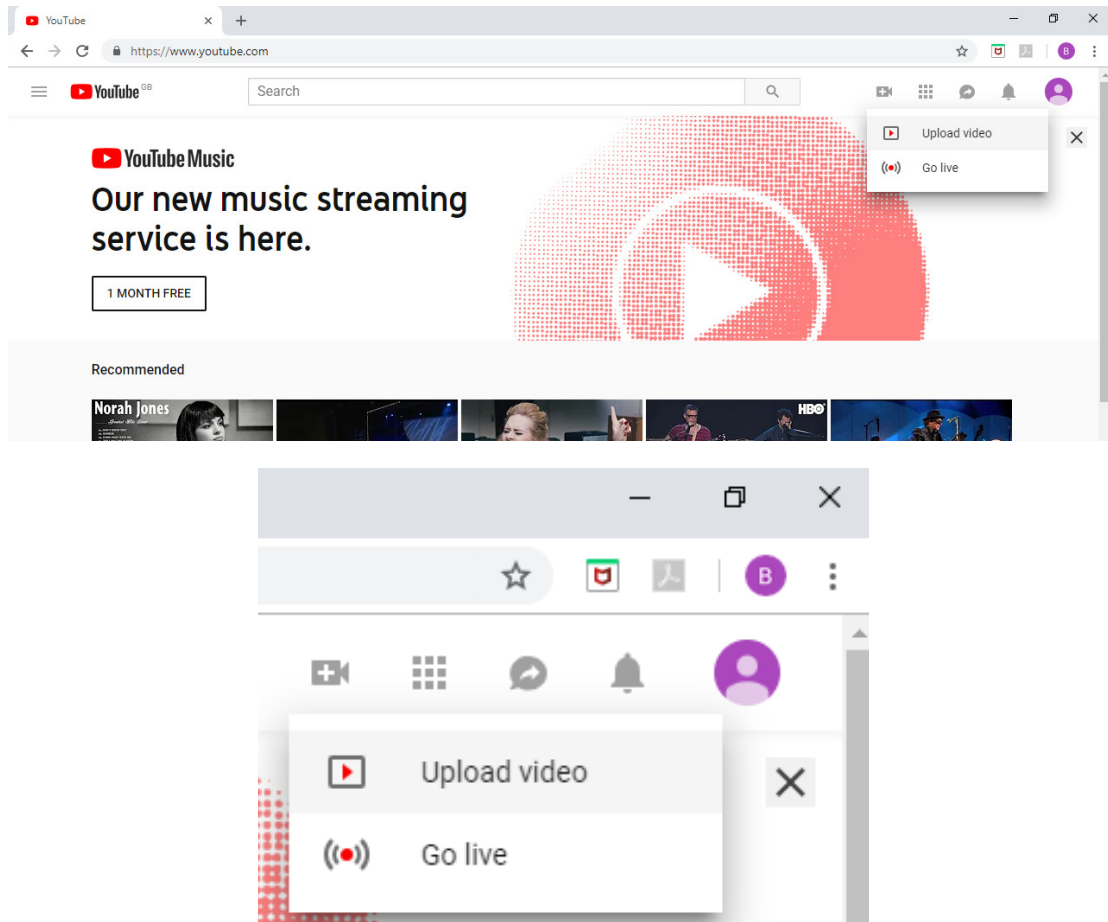 YouTube
https://www.youtube.com
B
YouTube GB
Search
Upload video
Go live
YouTube Music
Our new music streaming
service is here.
1 MONTH FREE
Recommended
Norah Jones
HBO
B
Upload video
Go live